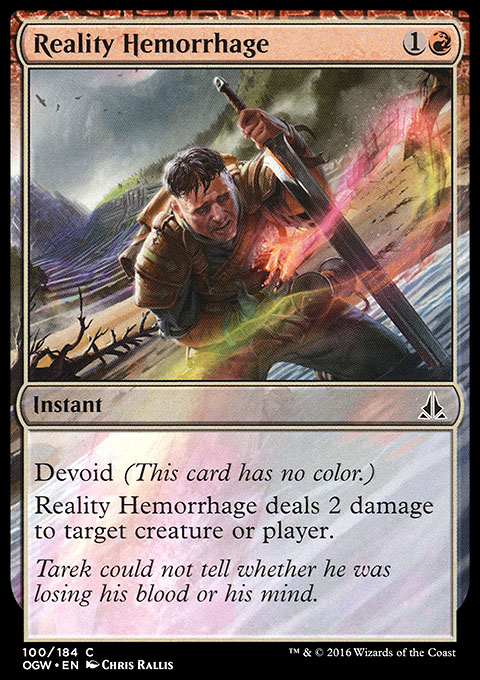 Reality Hemorrhage 1
Instant
Devoid (This card has no color.)
Reality Hemorrhage deals 2 damage
to target creature or player.
Tarek could not tell whether he was
losing his blood or his mind.
100/184 C
OGW • EN Chris Rallis
™ & © 2016 Wizards of the Coast